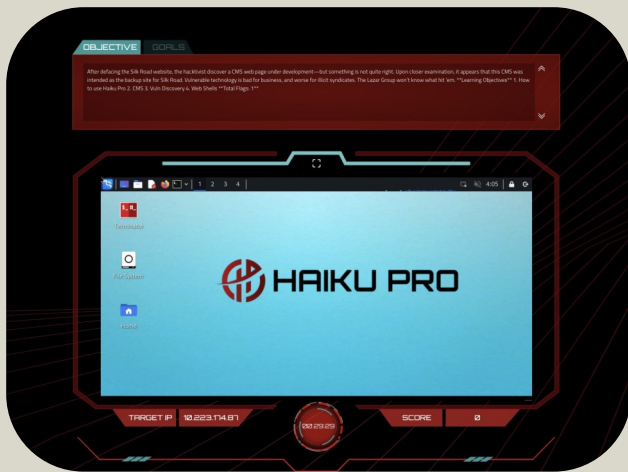 OBJECTIVE GOALS
After defacing the Silk Road website, the hacktivist discover a CMS web page under development—but something is not quite right. Upon closer examination, it appears that this CMS was
intended as the backup site for Silk Road. Vulnerable technology is bad for business, and worse for illicit syndicates. The Lazar Group won't know what hit 'em. **Learning Objectives** 1. How
to use Haiku Pro 2. CMS 3. Vuln Discovery 4. Web Shells **Total Flags: 1**
1 2 3 4 4:05
Terminator
File System
Home
HAIKU PRO
TARGET IP 10.223.174.87 00:29:29 SCORE 0